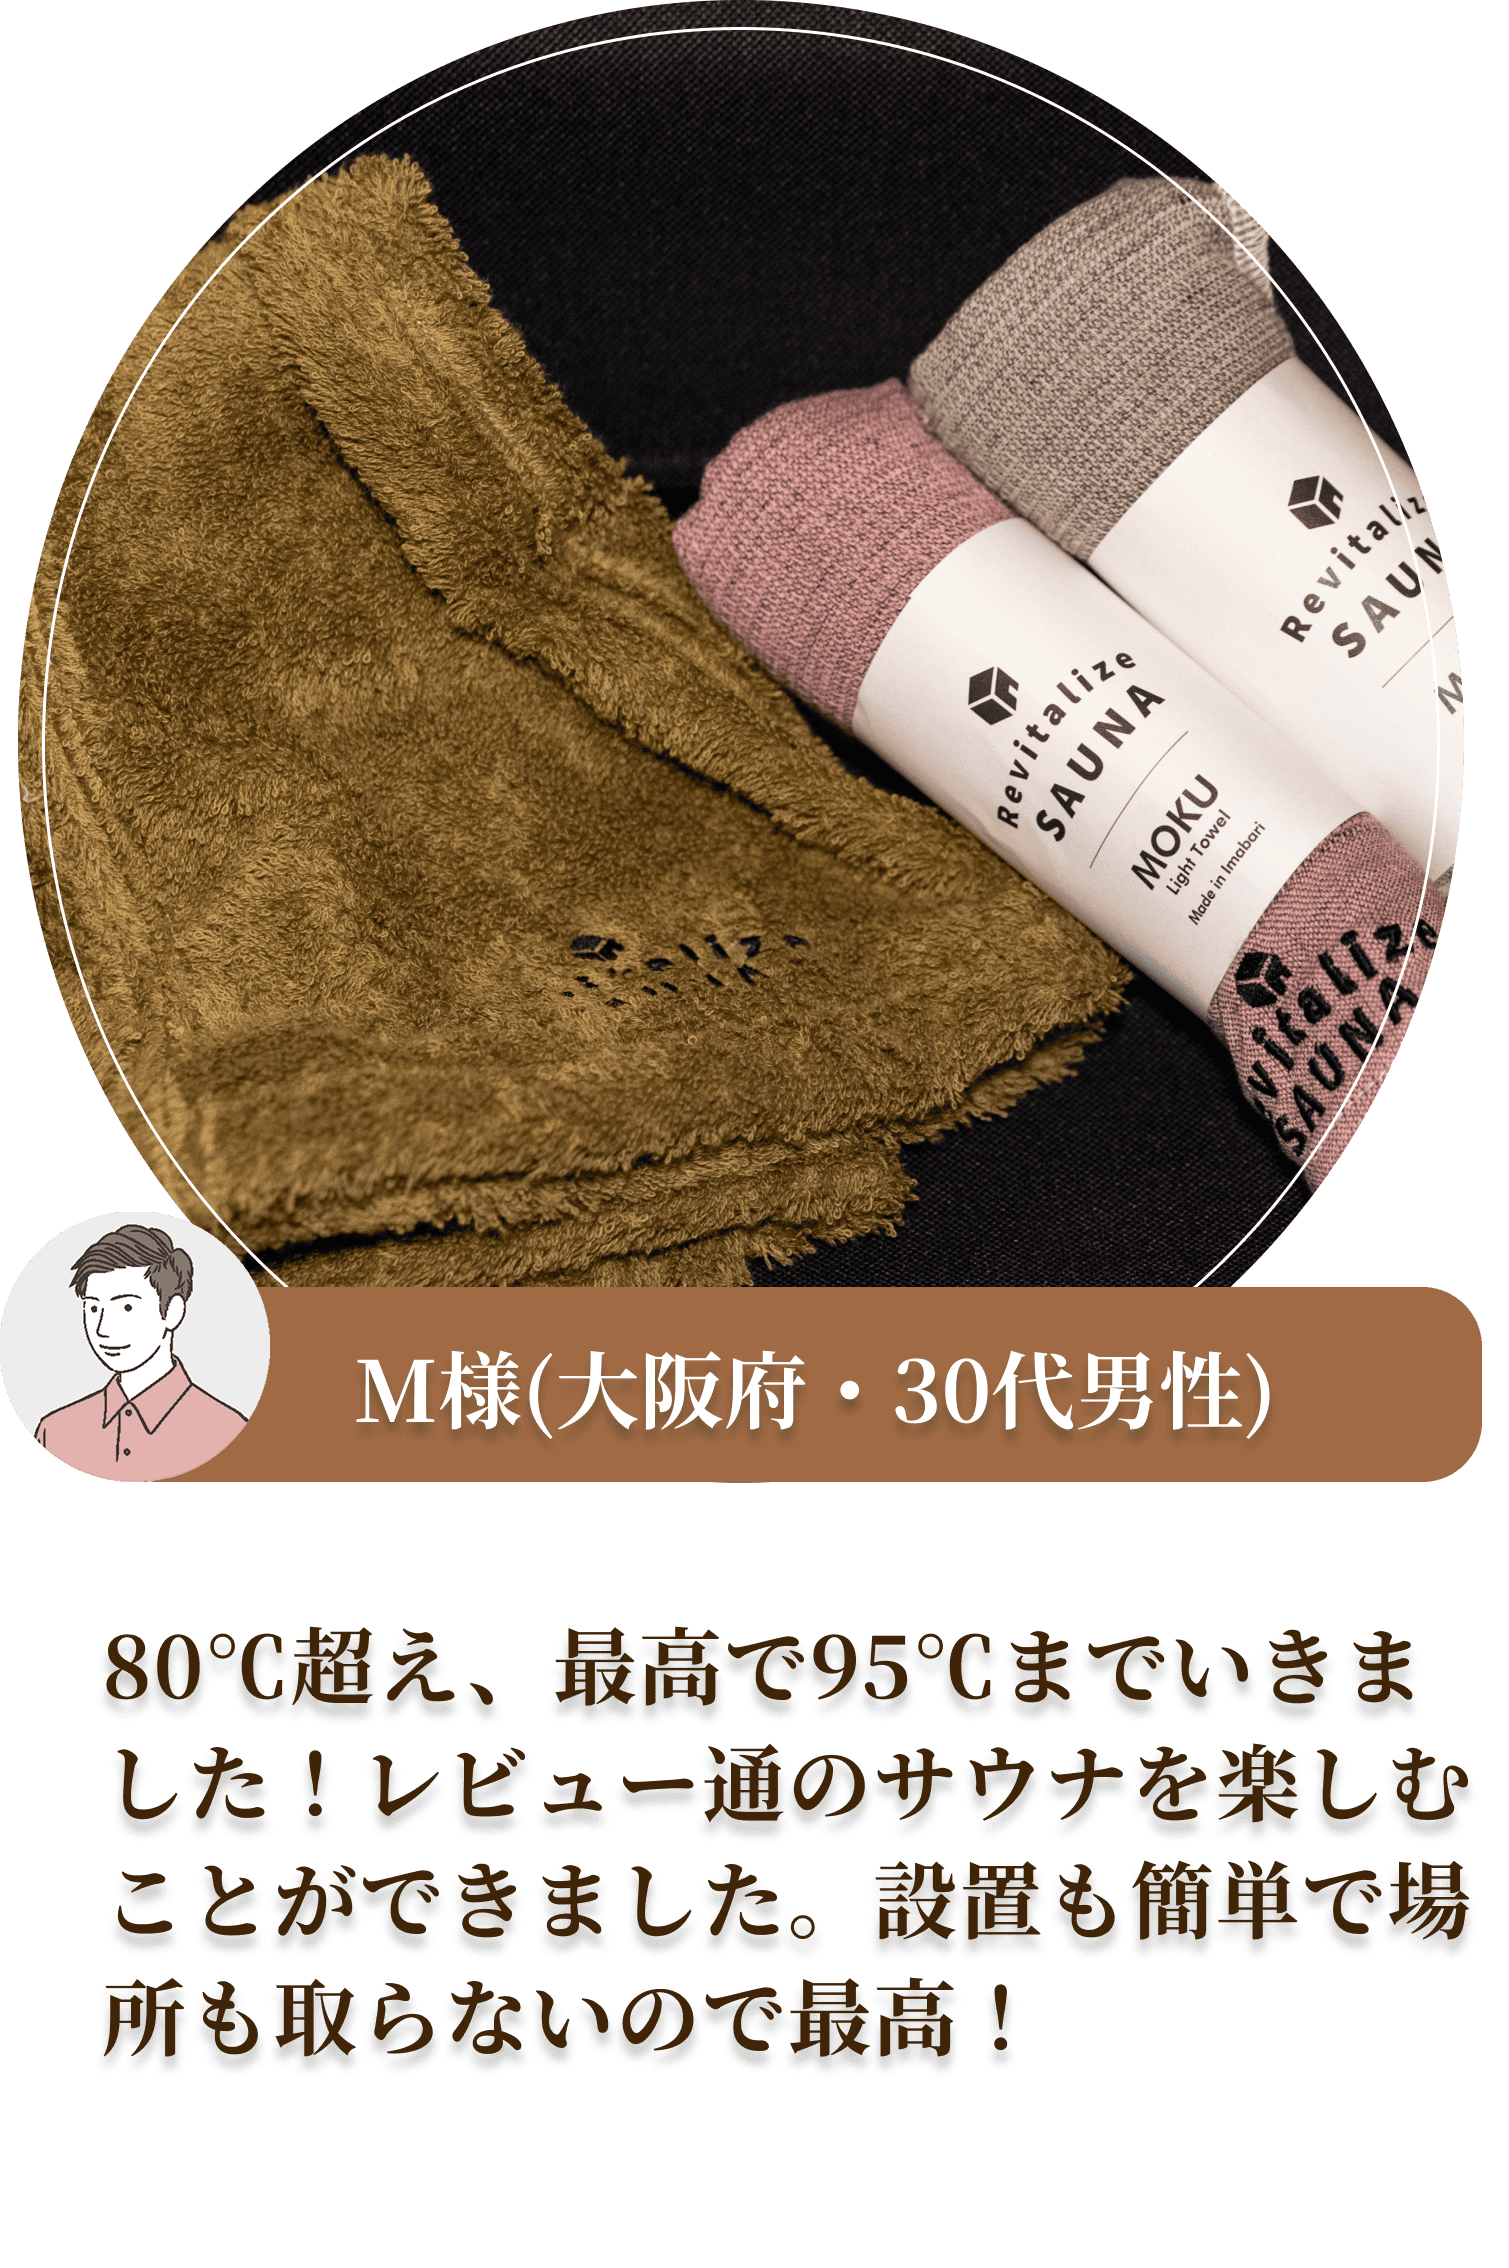 Revitalize
SAUN
Revitalize
SAUNA
MOKU
Light Towel
Made in Imabari
vitalize
SAUNA
M様(大阪府・30代男性)
80℃超え、最高で95℃までいきま
した！レビュー通のサウナを楽しむ
ことができました。設置も簡単で場
所も取らないので最高！